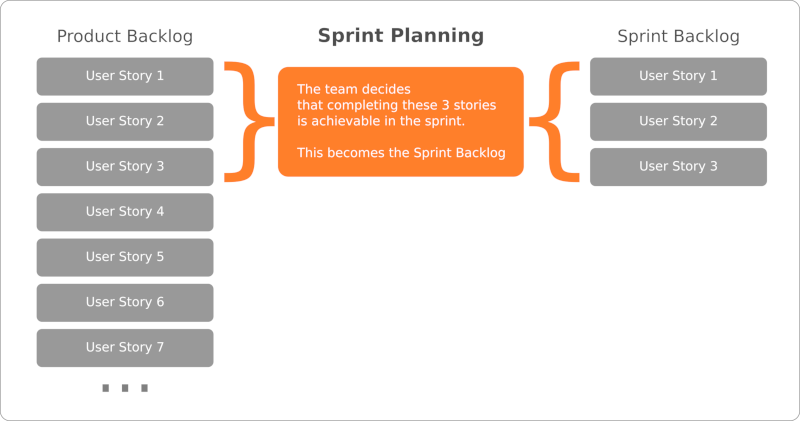 Product Backlog
User Story 1
User Story 2
User Story 3
User Story 4
User Story 5
User Story 6
User Story 7
...
Sprint Planning
The team decides
that completing these 3 stories
is achievable in the sprint.
This becomes the Sprint Backlog
Sprint Backlog
User Story 1
User Story 2
User Story 3